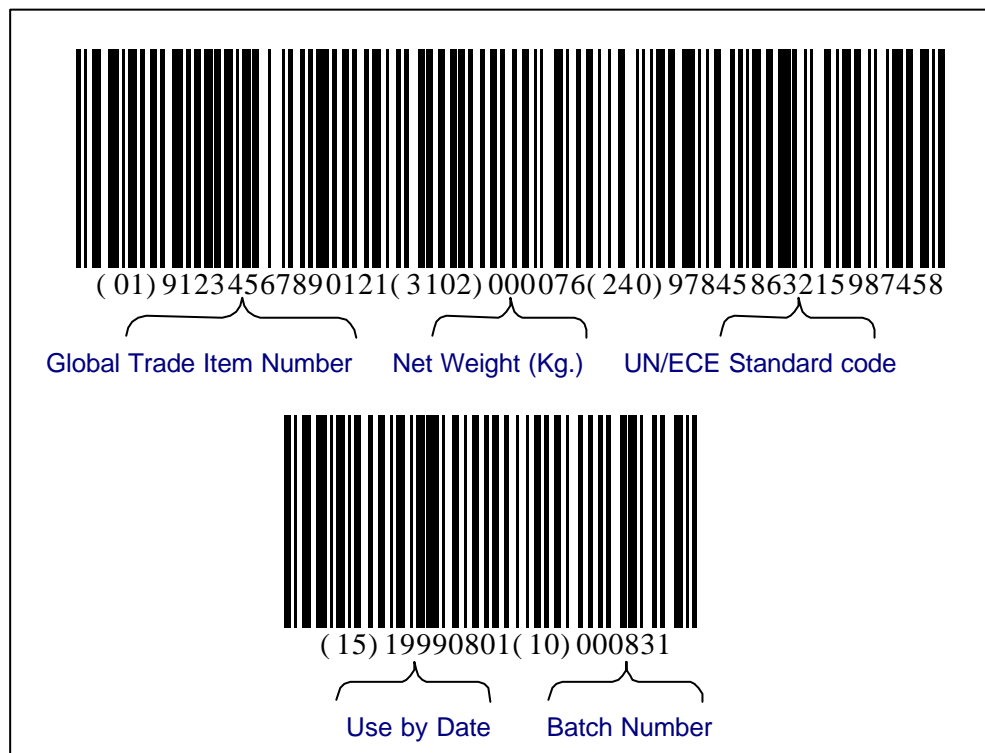 (01)91234567890121(3102)000076(240)97845863215987458
Global Trade Item Number Net Weight (Kg.) UN/ECE Standard code
(15)19990801(10)000831
Use by Date Batch Number